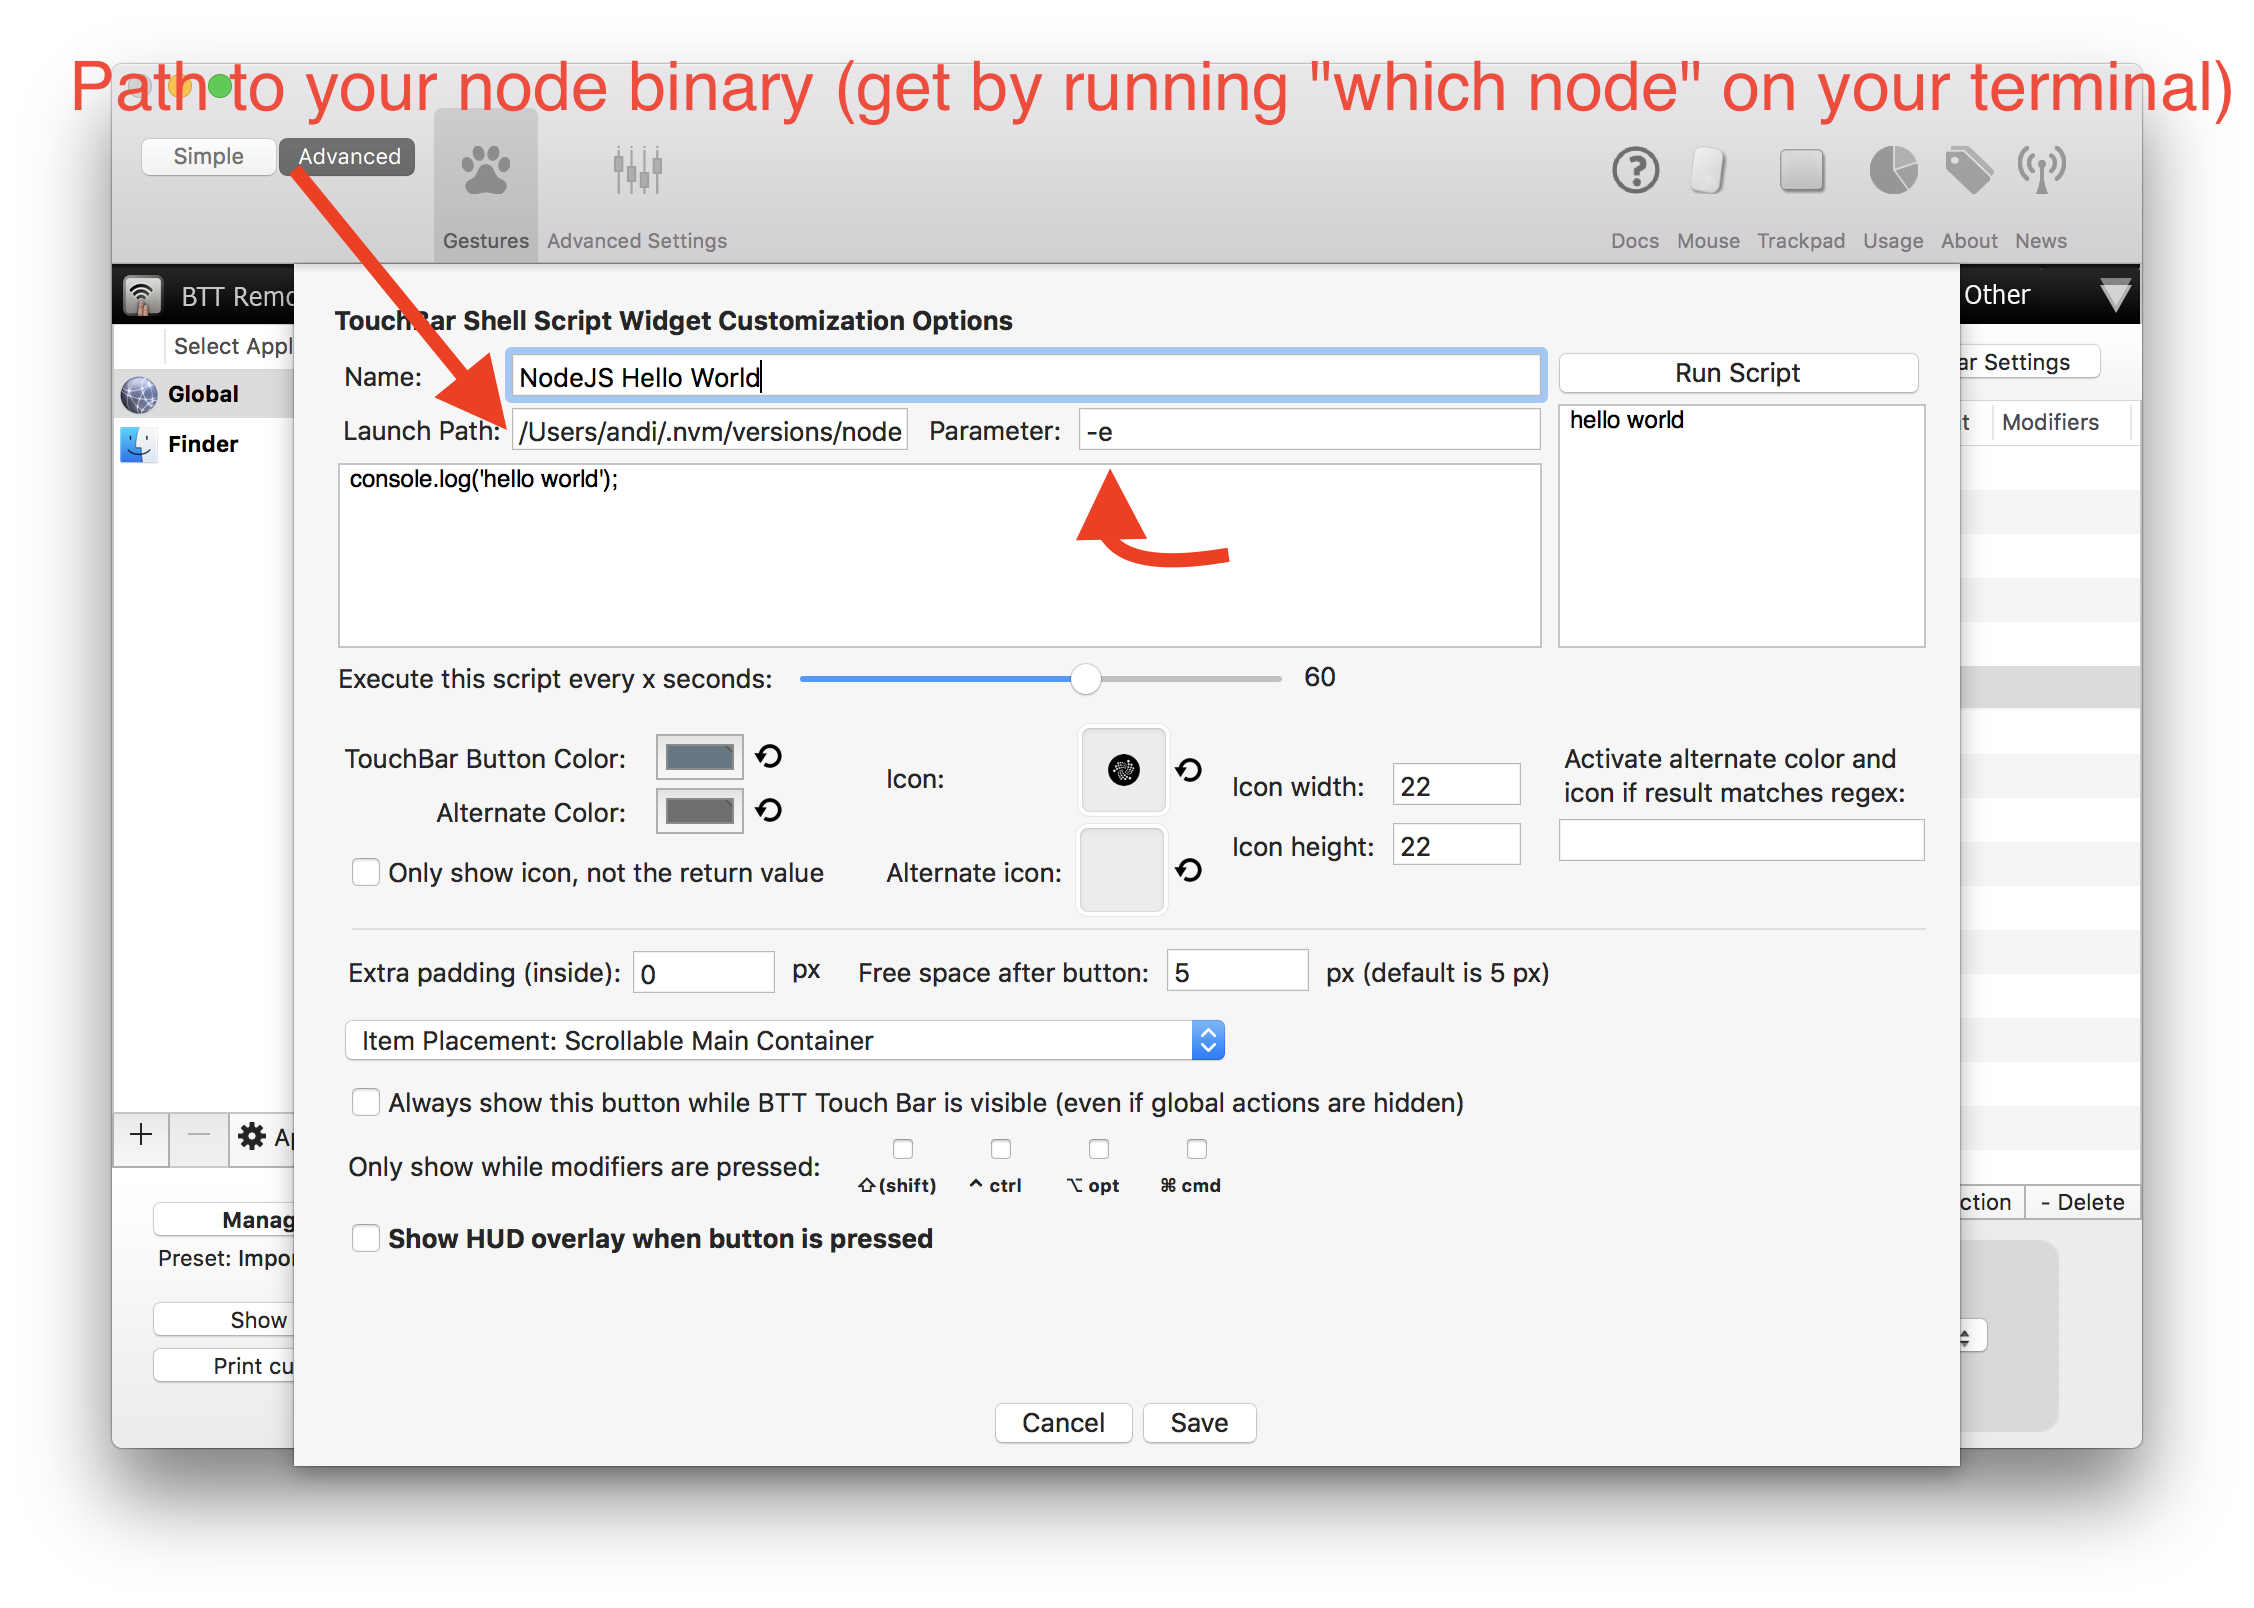 Path to your node binary (get by running "which node" on your terminal)
Simple
Advanced
Gestures
Advanced Settings
Docs
Mouse
Trackpad
Usage
About
News
BTT Remo
Other
Select Appl
ar Settings
Global
Finder
t
Modifiers
TouchBar Shell Script Widget Customization Options
Name:
NodeJS Hello World
Run Script
Launch Path:
/Users/andi/.nvm/versions/node
Parameter:
-e
hello world
console.log('hello world');
Execute this script every x seconds:
60
TouchBar Button Color:
Alternate Color:
Only show icon, not the return value
Icon:
Alternate icon:
Icon width:
22
Icon height:
22
Activate alternate color and
icon if result matches regex:
Extra padding (inside):
0
px
Free space after button:
5
px (default is 5 px)
Item Placement: Scrollable Main Container
Always show this button while BTT Touch Bar is visible (even if global actions are hidden)
Only show while modifiers are pressed:
⇧(shift)
^ ctrl
⌥ opt
⌘ cmd
Show HUD overlay when button is pressed
+
−
Ap
Manag
Preset: Impor
Show
Print cu
ction
- Delete
Cancel
Save